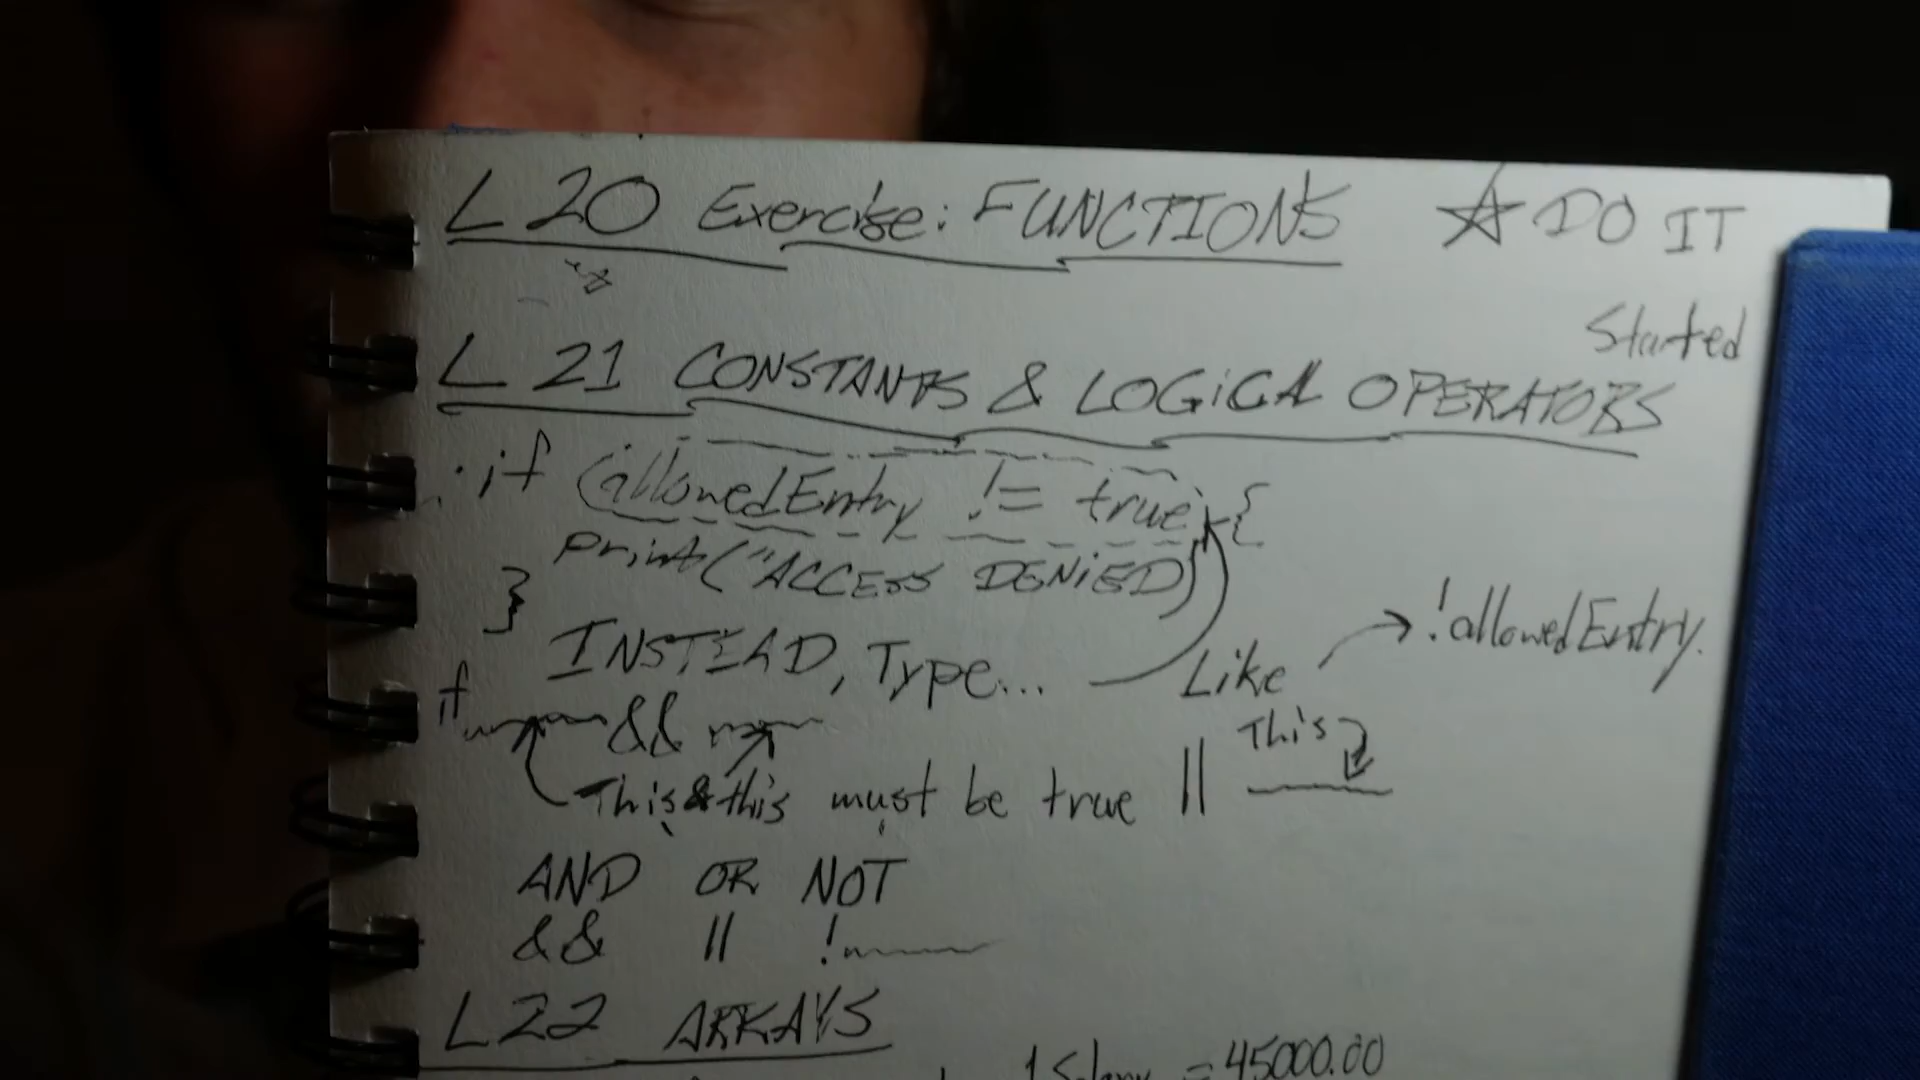 L 20 Exercise: FUNCTIONS ☆ DO IT
Started
L 21 CONSTANTS & LOGICAL OPERATORS
if (allowedEntry != true) {
print("ACCESS DENIED)
}
INSTEAD, Type... Like → !allowedEntry.
if && 
This & this must be true || This
AND OR NOT
&& || !
L22 ARRAYS
= 45000.00